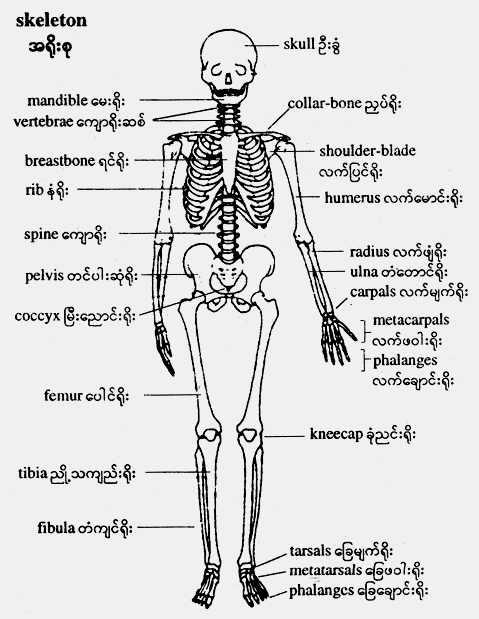 skeleton
အရိုးစု
skull ဦးခွံ
mandible မေးရိုး
vertebrae ကျောရိုးဆစ်
collar-bone ညှပ်ရိုး
breastbone ရင်ရိုး
shoulder-blade
လက်ပြင်ရိုး
rib နံရိုး
humerus လက်မောင်းရိုး
spine ကျောရိုး
radius လက်ဖျံရိုး
ulna တံတောင်ရိုး
pelvis တင်ပါးဆုံရိုး
carpals လက်မျက်ရိုး
coccyx မြီးညောင်းရိုး
metacarpals
လက်ဖဝါးရိုး
phalanges
လက်ချောင်းရိုး
femur ပေါင်ရိုး
kneecap ခုံညင်းရိုး
tibia ညို့သကျည်းရိုး
fibula တံကျင်ရိုး
tarsals ခြေမျက်ရိုး
metatarsals ခြေဖဝါးရိုး
phalanges ခြေချောင်းရိုး